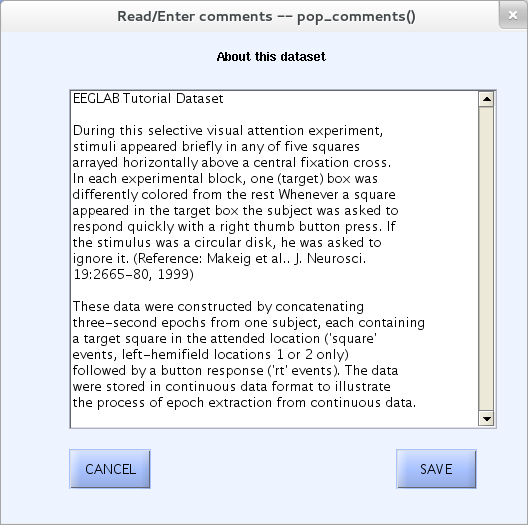 Read/Enter comments -- pop_comments()
About this dataset
EEGLAB Tutorial Dataset
During this selective visual attention experiment,
stimuli appeared briefly in any of five squares
arrayed horizontally above a central fixation cross.
In each experimental block, one (target) box was
differently colored from the rest Whenever a square
appeared in the target box the subject was asked to
respond quickly with a right thumb button press. If
the stimulus was a circular disk, he was asked to
ignore it. (Reference: Makeig et al.. J. Neurosci.
19:2665-80, 1999)
These data were constructed by concatenating
three-second epochs from one subject, each containing
a target square in the attended location ('square'
events, left-hemifield locations 1 or 2 only)
followed by a button response ('rt' events). The data
were stored in continuous data format to illustrate
the process of epoch extraction from continuous data.
CANCEL
SAVE